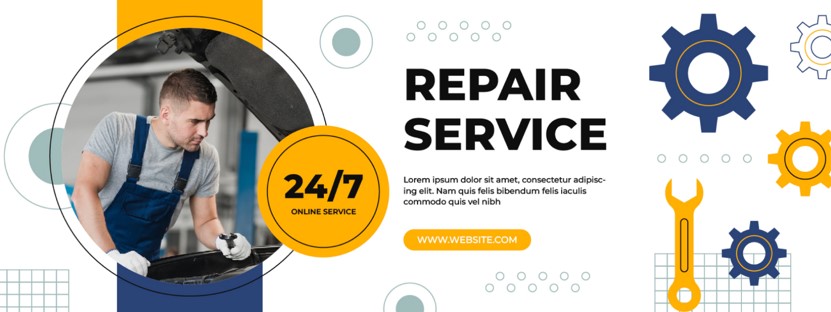 REPAIR
SERVICE
24/7
ONLINE SERVICE
Lorem ipsum dolor sit amet, consectetur adipisc-
ing elit. Nam quis felis bibendum felis iaculis
commodo quis vel nibh
WWW.WEBSITE.COM